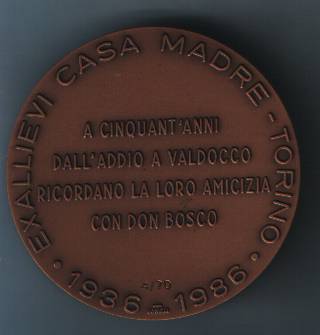 EXALLIEVI CASA MADRE - TORINO
A CINQUANT'ANNI
DALL'ADDIO A VALDOCCO
RICORDANO LA LORO AMICIZIA
CON DON BOSCO
• 1936-1986 •